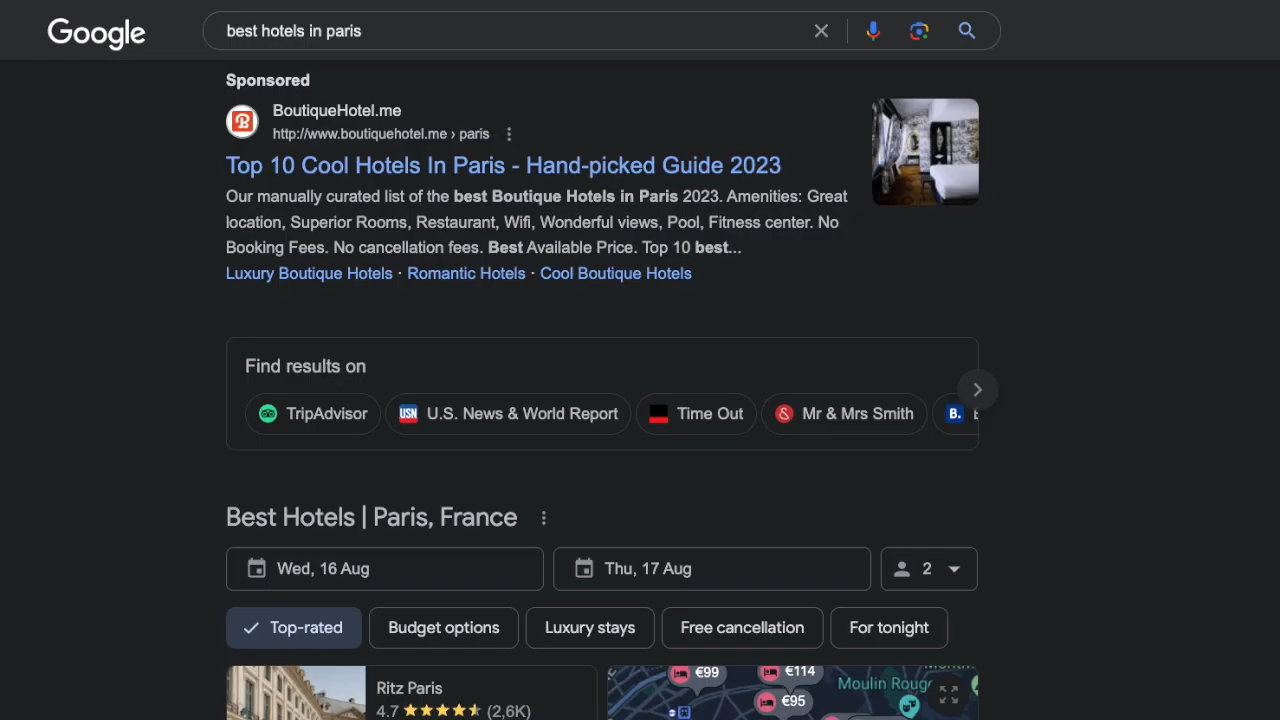 Google
best hotels in paris
Sponsored
BoutiqueHotel.me
http://www.boutiquehotel.me › paris
Top 10 Cool Hotels In Paris - Hand-picked Guide 2023
Our manually curated list of the best Boutique Hotels in Paris 2023. Amenities: Great
location, Superior Rooms, Restaurant, Wifi, Wonderful views, Pool, Fitness center. No
Booking Fees. No cancellation fees. Best Available Price. Top 10 best...
Luxury Boutique Hotels · Romantic Hotels · Cool Boutique Hotels
Find results on
TripAdvisor
USN U.S. News & World Report
Time Out
Mr & Mrs Smith
B.
Best Hotels | Paris, France
Wed, 16 Aug
Thu, 17 Aug
2
Top-rated
Budget options
Luxury stays
Free cancellation
For tonight
Ritz Paris
4.7 (2,6K)
€99
€114
€95
Moulin Rouge